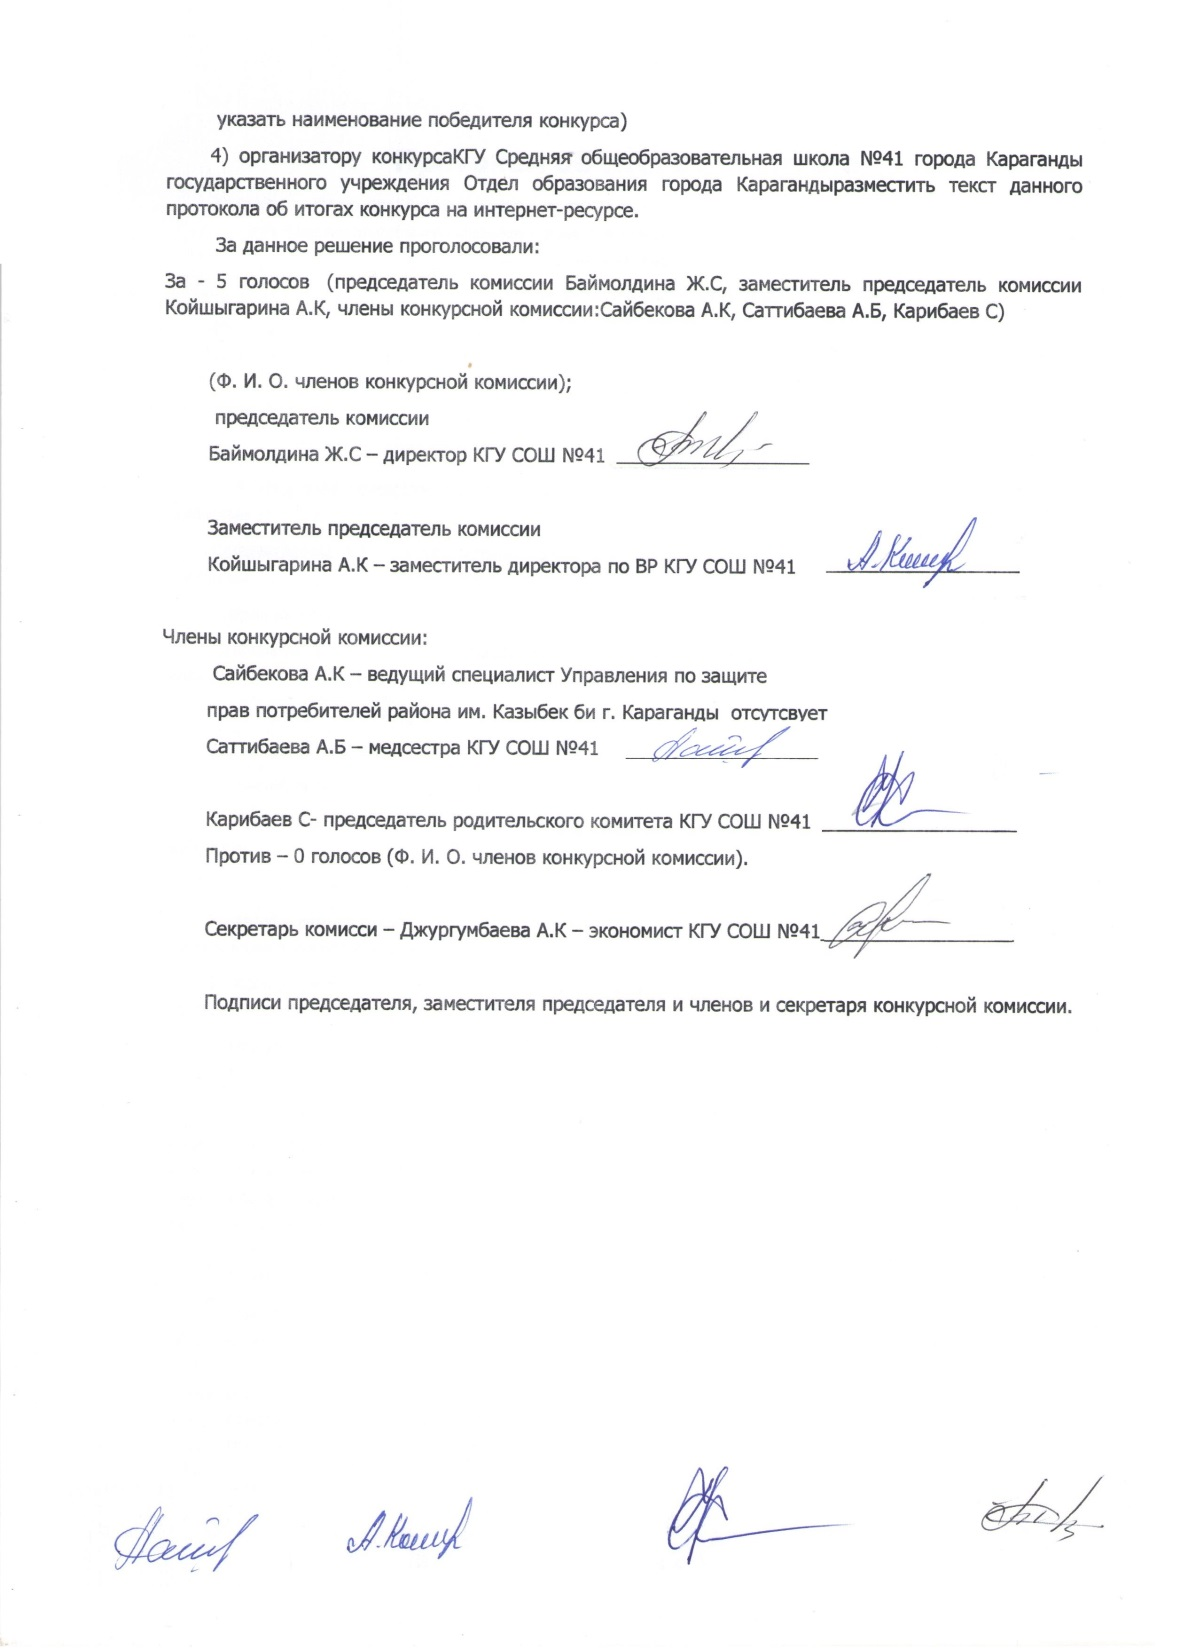 указать наименование победителя конкурса)
4) организатору конкурсаКГУ Средняя общеобразовательная школа №41 города Караганды
государственного учреждения Отдел образования города Карагандыразместить текст данного
протокола об итогах конкурса на интернет-ресурсе.
За данное решение проголосовали:
За - 5 голосов (председатель комиссии Баймолдина Ж.С, заместитель председатель комиссии
Койшыгарина А.К, члены конкурсной комиссии:Сайбекова А.К, Саттибаева А.Б, Карибаев С)
(Ф. И. О. членов конкурсной комиссии);
председатель комиссии
Баймолдина Ж.С – директор КГУ СОШ №41
Заместитель председатель комиссии
Койшыгарина А.К – заместитель директора по ВР КГУ СОШ №41
Члены конкурсной комиссии:
Сайбекова А.К – ведущий специалист Управления по защите
прав потребителей района им. Казыбек би г. Караганды отсутсвует
Саттибаева А.Б – медсестра КГУ СОШ №41
Карибаев С- председатель родительского комитета КГУ СОШ №41
Против – 0 голосов (Ф. И. О. членов конкурсной комиссии).
Секретарь комисси – Джургумбаева А.К – экономист КГУ СОШ №41
Подписи председателя, заместителя председателя и членов и секретаря конкурсной комиссии.